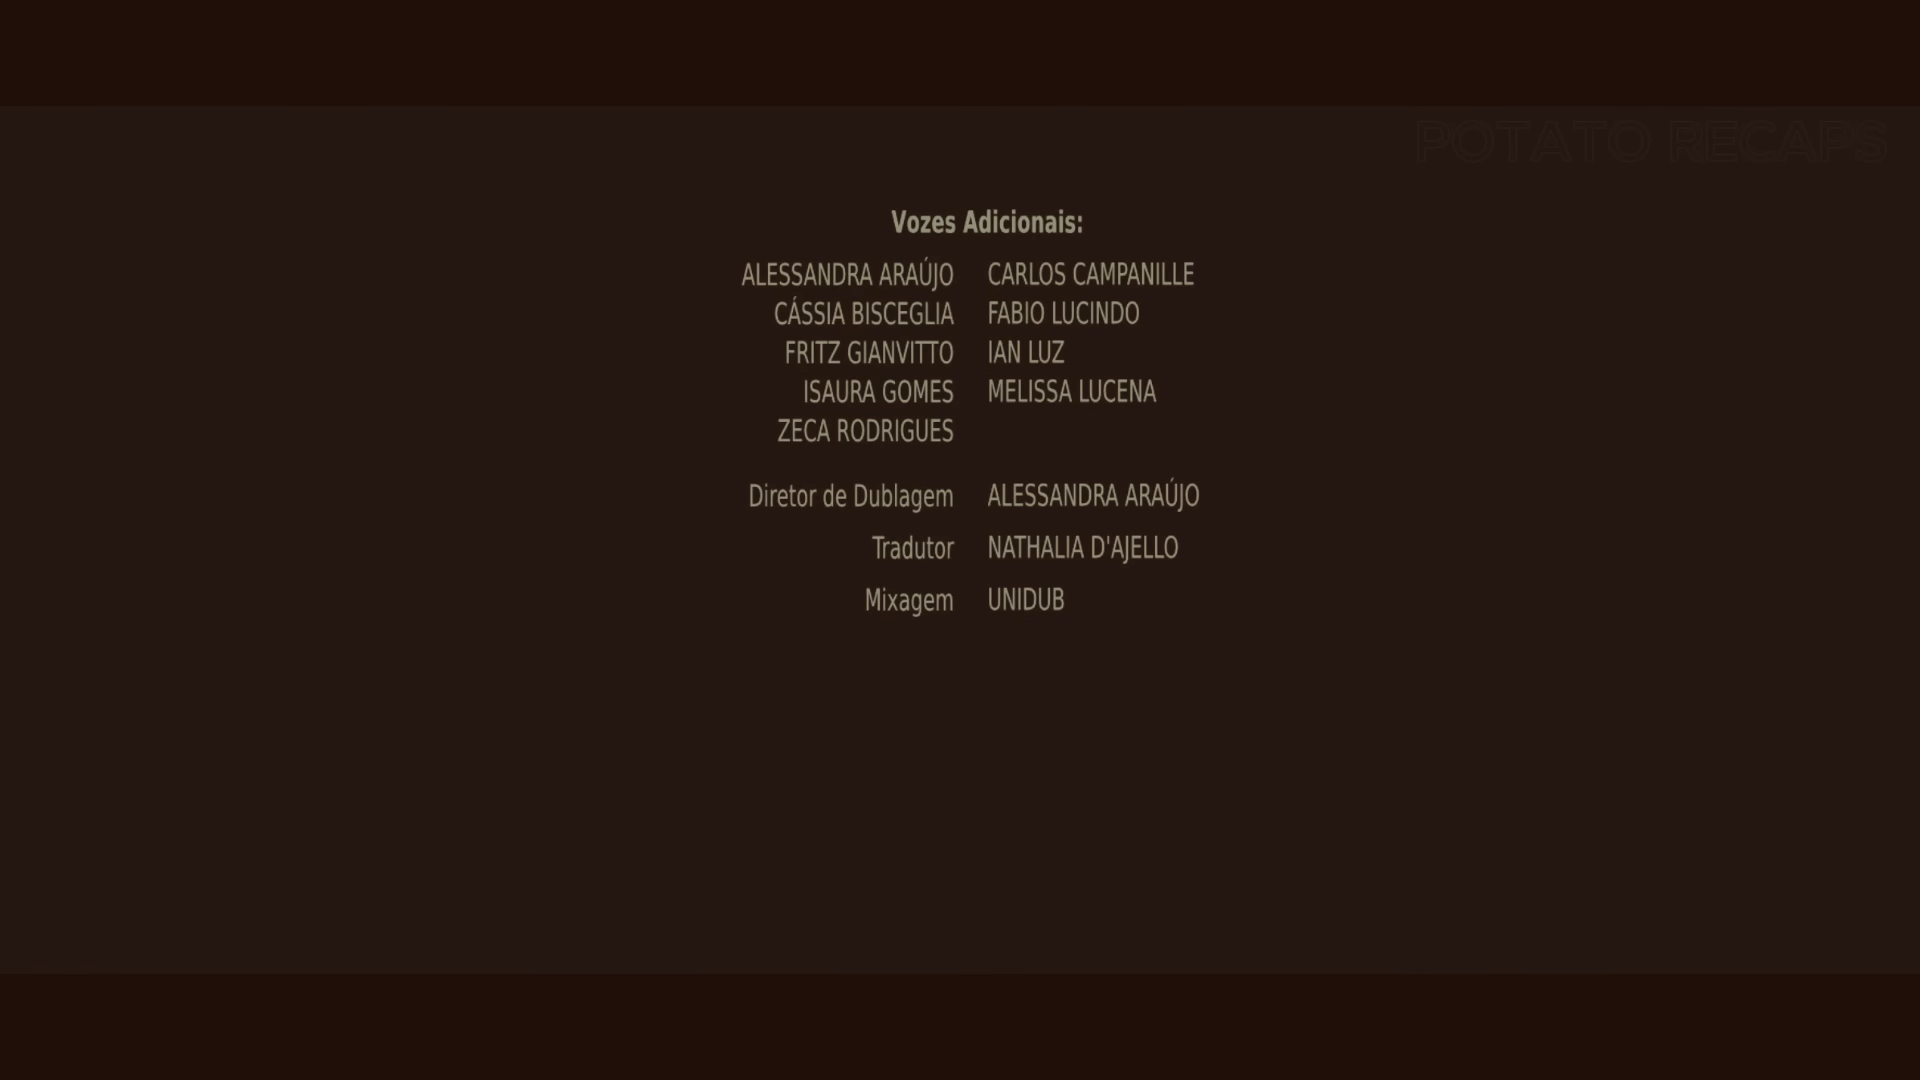 POTATO RECAPS
Vozes Adicionais:
ALESSANDRA ARAÚJO CARLOS CAMPANILLE
CÁSSIA BISCEGLIA FABIO LUCINDO
FRITZ GIANVITTO IAN LUZ
ISAURA GOMES MELISSA LUCENA
ZECA RODRIGUES
Diretor de Dublagem ALESSANDRA ARAÚJO
Tradutor NATHALIA D'AJELLO
Mixagem UNIDUB